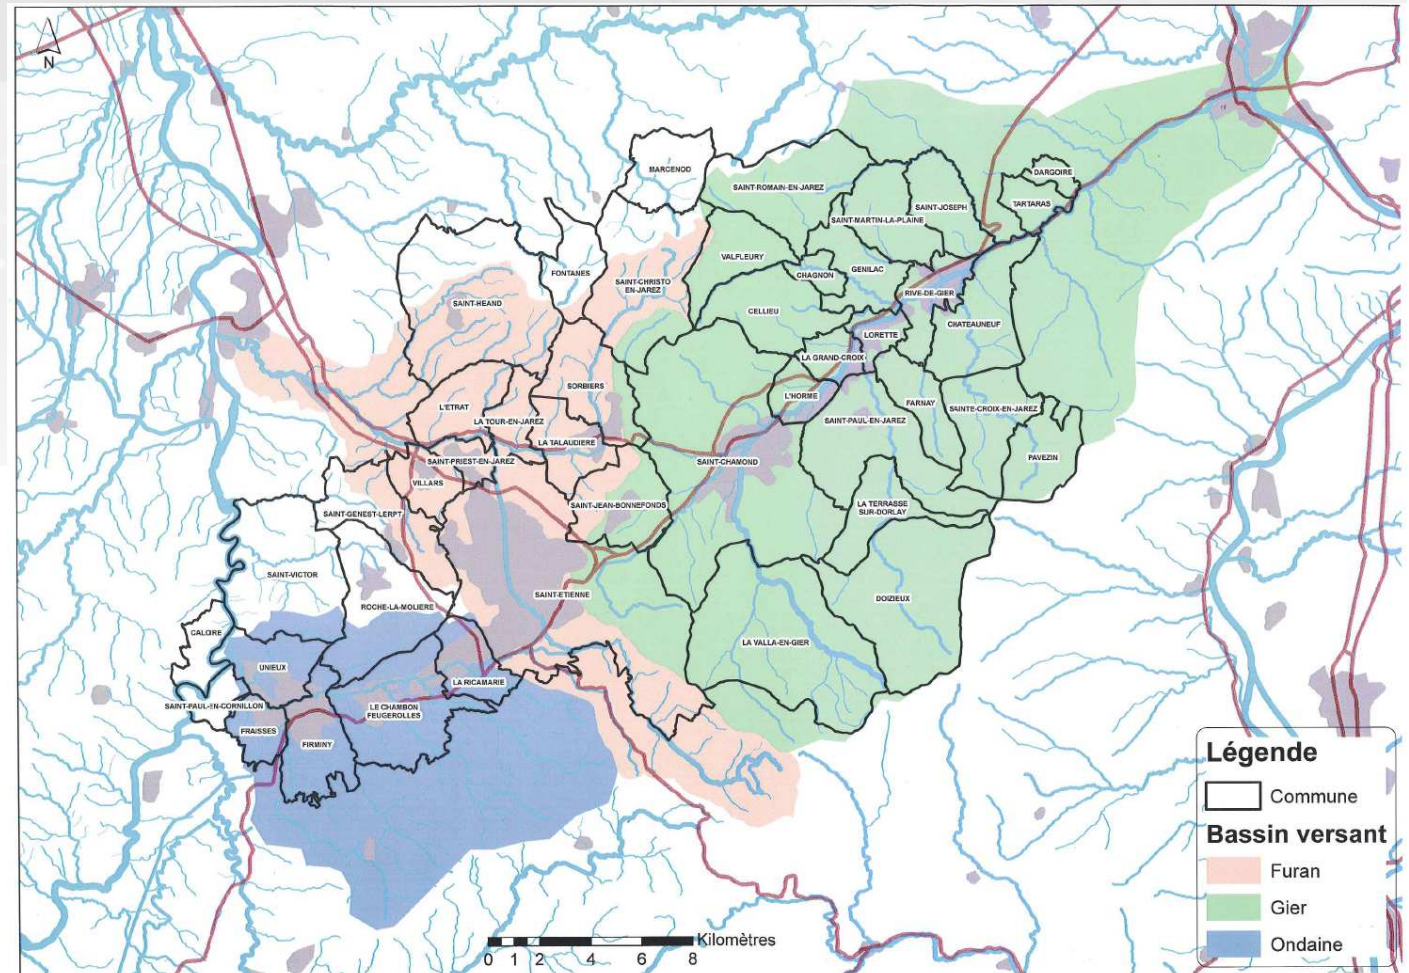 N
MARCENOD
DARGOIRE
SAINT-ROMAIN-EN-JAREZ
TARTARAS
SAINT-JOSEPH
SAINT-MARTIN-LA-PLAINE
VALFLEURY
FONTANES
CHAGNON
GENILAC
SAINT-CHRISTO
EN-JAREZ
RIVE-DE-GIER
SAINT-HEAND
CELLIEU
CHATEAUNEUF
LORETTE
LA GRAND-CROIX
SORBIERS
L'HORME
FARNAY
L'ETRAT
SAINTE-CROIX-EN-JAREZ
LA TOUR-EN-JAREZ
SAINT-PAUL-EN-JAREZ
LA TALAUDIERE
PAVEZIN
SAINT-PRIEST-EN-JAREZ
SAINT-CHAMOND
VILLARS
SAINT-JEAN-BONNEFONDS
LA TERRASSE
SUR-DORLAY
SAINT-GENEST-LERPT
SAINT-VICTOR
SAINT-ETIENNE
DOIZIEUX
ROCHE-LA-MOLIERE
CALOIRE
LA VALLA-EN-GIER
UNIEUX
LA RICAMARIE
SAINT-PAUL-EN-CORNILLON
LE CHAMBON
FEUGEROLLES
FRAISSES
FIRMINY
Légende
Commune
Bassin versant
Furan
Gier
Ondaine
Kilomètres
0 1 2 4 6 8